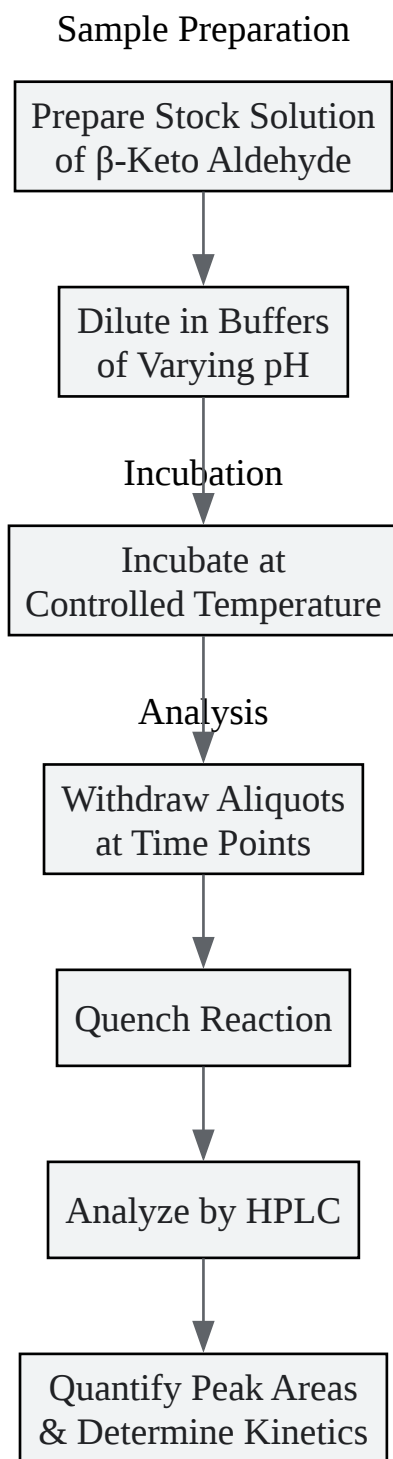 Sample Preparation
Prepare Stock Solution
of β-Keto Aldehyde
Dilute in Buffers
of Varying pH
Incubation
Incubate at
Controlled Temperature
Analysis
Withdraw Aliquots
at Time Points
Quench Reaction
Analyze by HPLC
Quantify Peak Areas
& Determine Kinetics